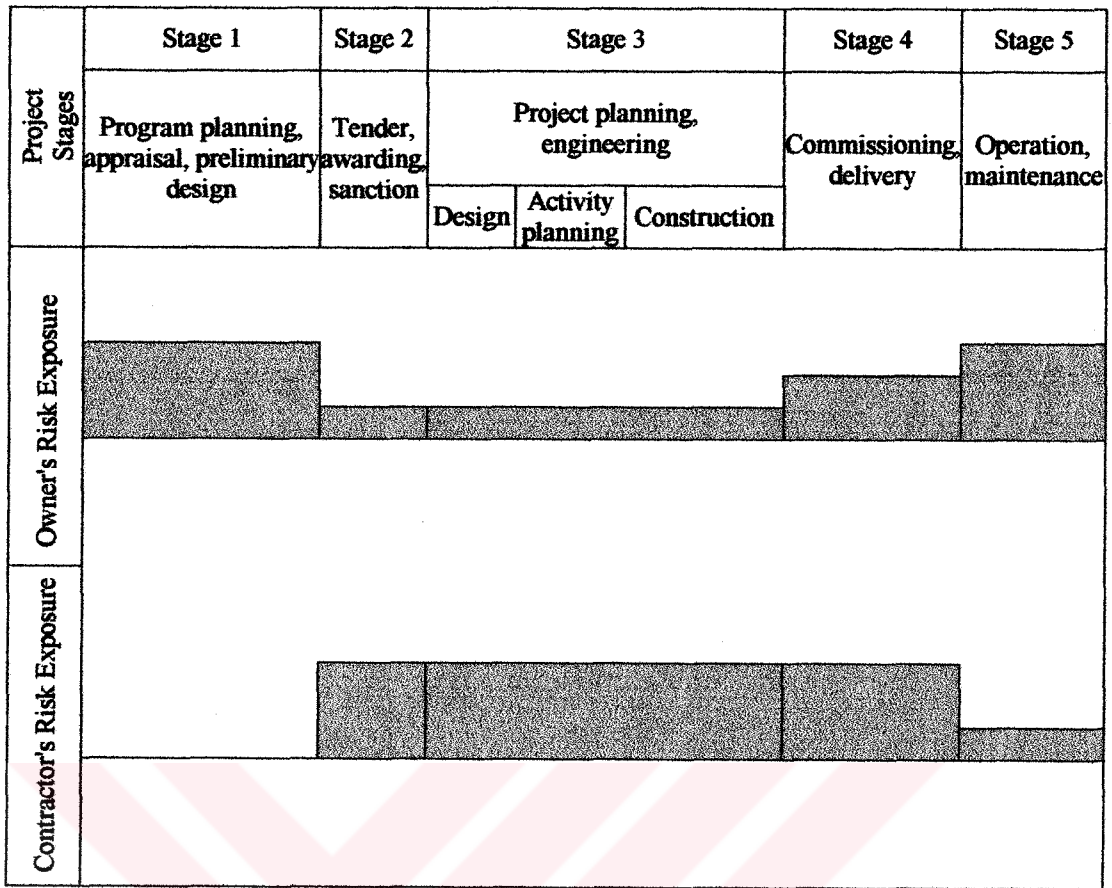 Project
Stages
Stage 1
Stage 2
Stage 3
Stage 4
Stage 5
Program planning,
appraisal, preliminary
design
Tender,
awarding,
sanction
Project planning,
engineering
Design
Activity
planning
Construction
Commissioning,
delivery
Operation,
maintenance
Owner's Risk Exposure
Contractor's Risk Exposure